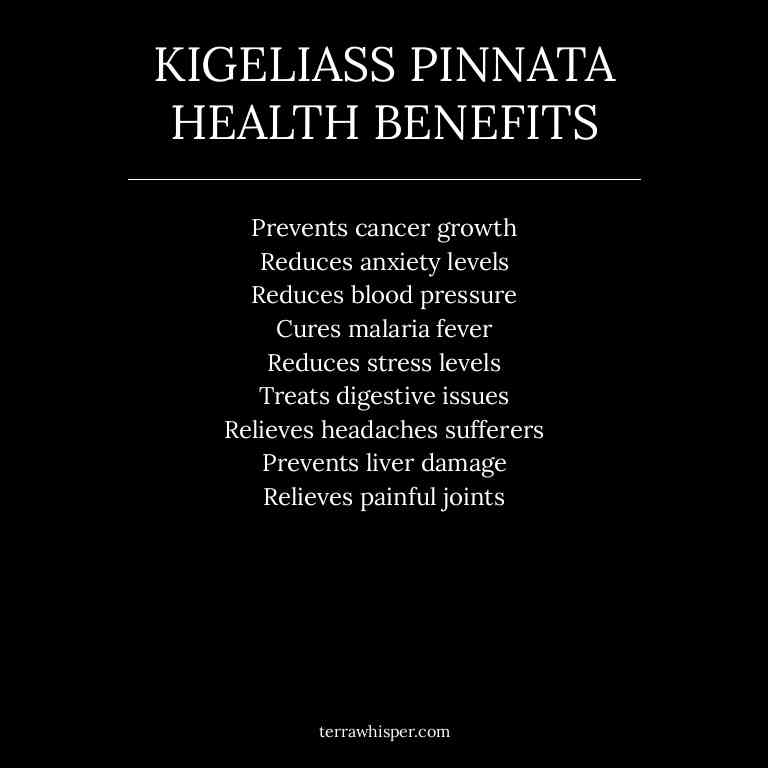 KIGELIASS PINNATA
HEALTH BENEFITS
Prevents cancer growth
Reduces anxiety levels
Reduces blood pressure
Cures malaria fever
Reduces stress levels
Treats digestive issues
Relieves headaches sufferers
Prevents liver damage
Relieves painful joints
terrawhisper.com